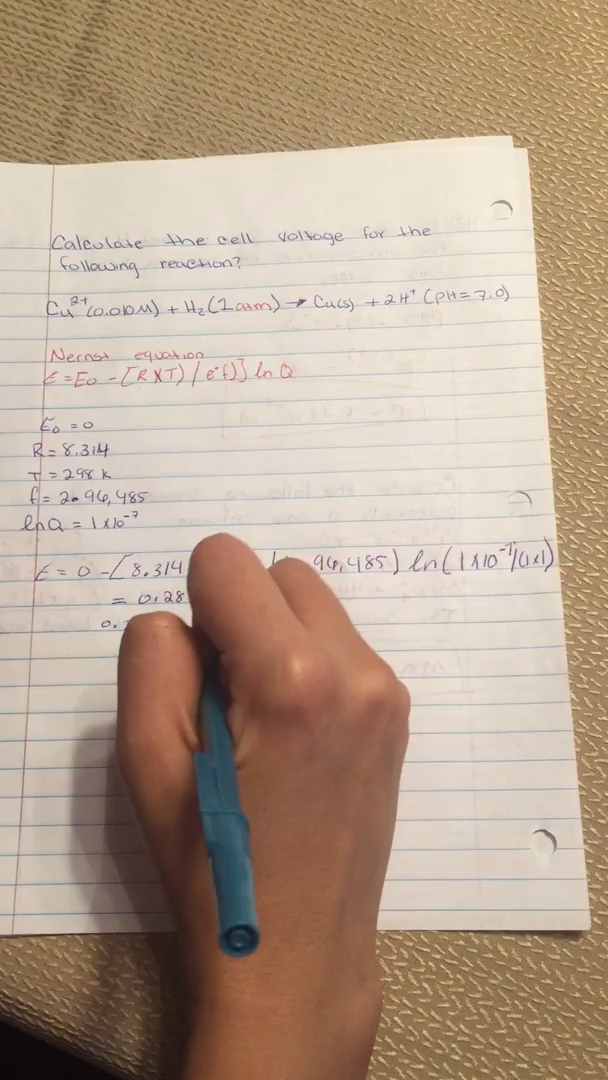 Calculate the cell voltage for the
following reaction?
Cu²⁺(0.010M) + H₂(1atm) → Cu(s) + 2H⁺ (pH=7.0)
Nernst equation
E = E₀ - [R×T) / e⁻f)] ln Q
E₀ = 0
R = 8.314
T = 298 K
f = 2•96,485
ln Q = 1x10⁻⁷
E = 0 - [8.314 96,485) ln(1x10⁻⁷/(1x1)
= 0.28